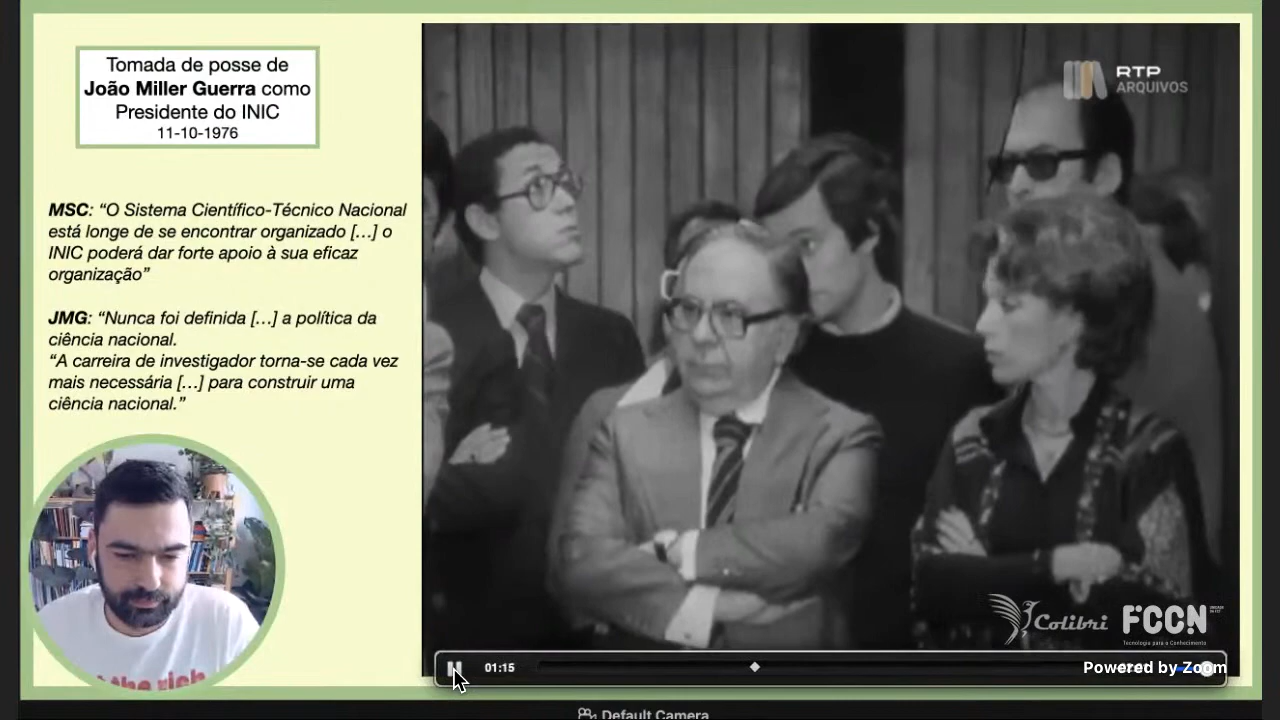 Tomada de posse de
João Miller Guerra como
Presidente do INIC
11-10-1976
MSC: “O Sistema Científico-Técnico Nacional
está longe de se encontrar organizado [...] o
INIC poderá dar forte apoio à sua eficaz
organização”
JMG: “Nunca foi definida [...] a política da
ciência nacional.
“A carreira de investigador torna-se cada vez
mais necessária [...] para construir uma
ciência nacional.”
RTP
ARQUIVOS
Colibri
FCCN
Tecnologia para o Conhecimento
01:15
Powered by Zoom
the rich
Default Camera